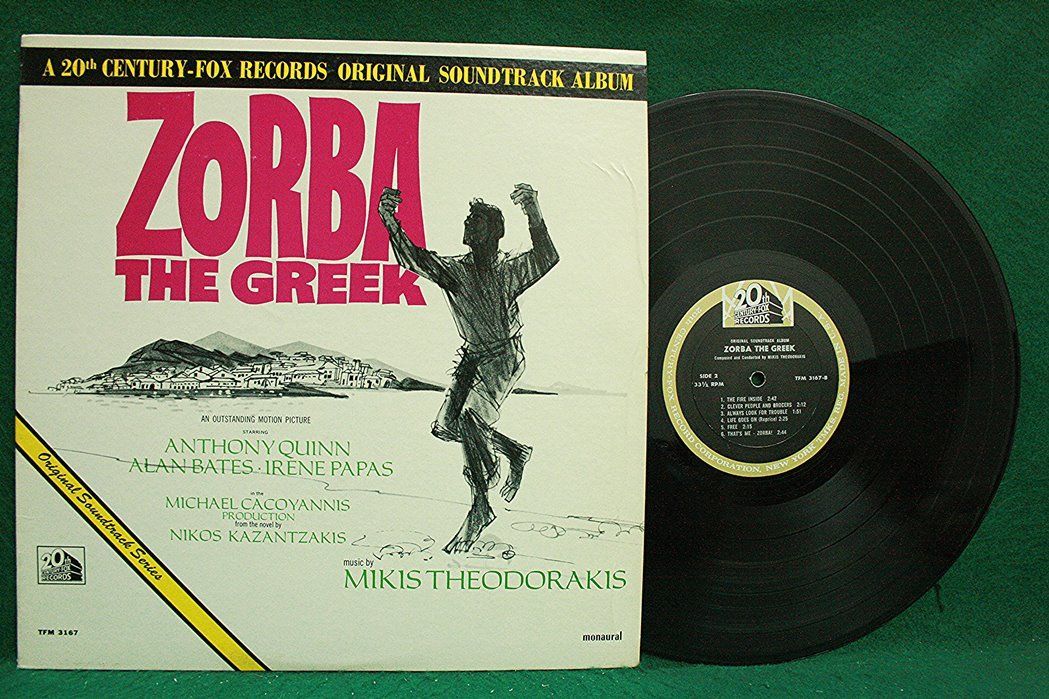 A 20th CENTURY-FOX RECORDS ORIGINAL SOUNDTRACK ALBUM
ZORBA
THE GREEK
AN OUTSTANDING MOTION PICTURE
STARRING
ANTHONY QUINN
ALAN BATES · IRENE PAPAS
in the
MICHAEL CACOYANNIS
PRODUCTION
from the novel by
NIKOS KAZANTZAKIS
music by
MIKIS THEODORAKIS
Original Soundtrack Series
20th
CENTURY-FOX
RECORDS
TFM 3167
monaural
20th
CENTURY-FOX
RECORDS
ORIGINAL SOUNDTRACK ALBUM
ZORBA THE GREEK
Composed and Conducted by MIKIS THEODORAKIS
SIDE 2
33⅓ RPM
TFM 3167-B
1. THE FIRE INSIDE 2:42
2. CLEVER PEOPLE AND GROCERS 2:12
3. ALWAYS LOOK FOR TROUBLE 1:51
4. LIFE GOES ON (Reprise) 2:25
5. FREE 2:15
6. THAT'S ME - ZORBA! 2:44
RECORD CORPORATION, NEW YORK